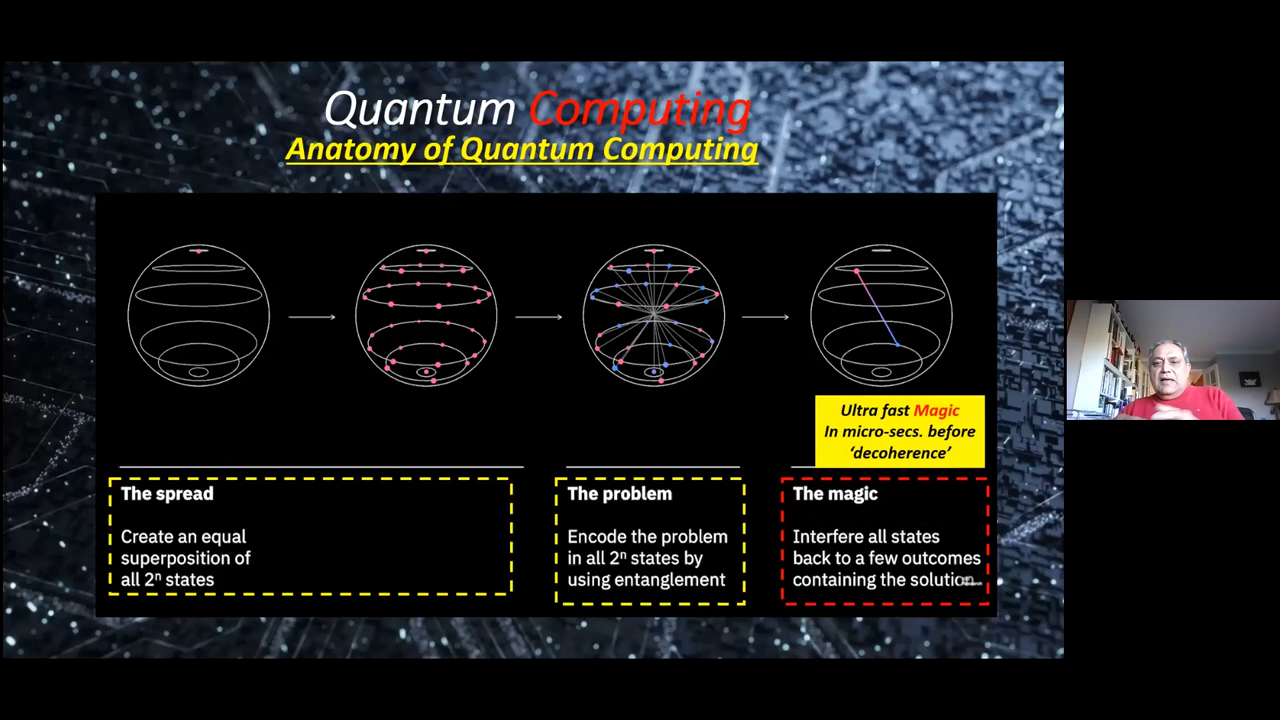 Quantum Computing
Anatomy of Quantum Computing
Ultra fast Magic
In micro-secs. before
‘decoherence’
The spread
Create an equal
superposition of
all 2ⁿ states
The problem
Encode the problem
in all 2ⁿ states by
using entanglement
The magic
Interfere all states
back to a few outcomes
containing the solution